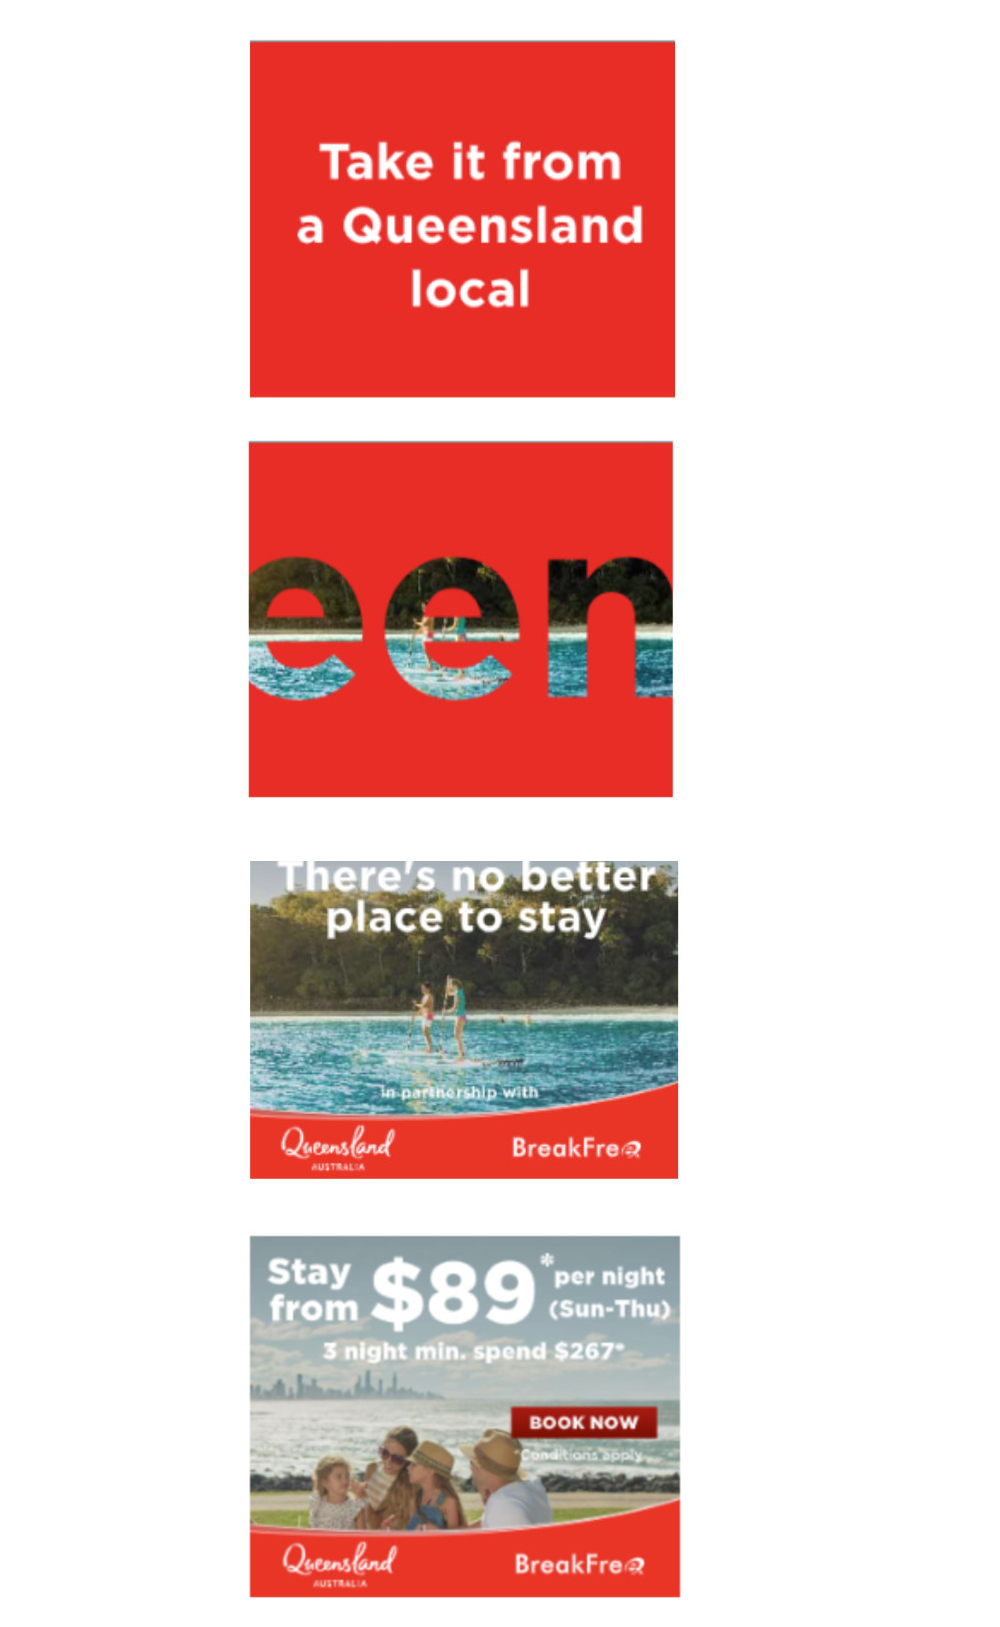 Take it from
a Queensland
local
een
There's no better
place to stay
in partnership with
Queensland
AUSTRALIA
BreakFree
Stay
from $89* per night
(Sun-Thu)
3 night min. spend $267*
BOOK NOW
*Conditions apply
Queensland
AUSTRALIA
BreakFree